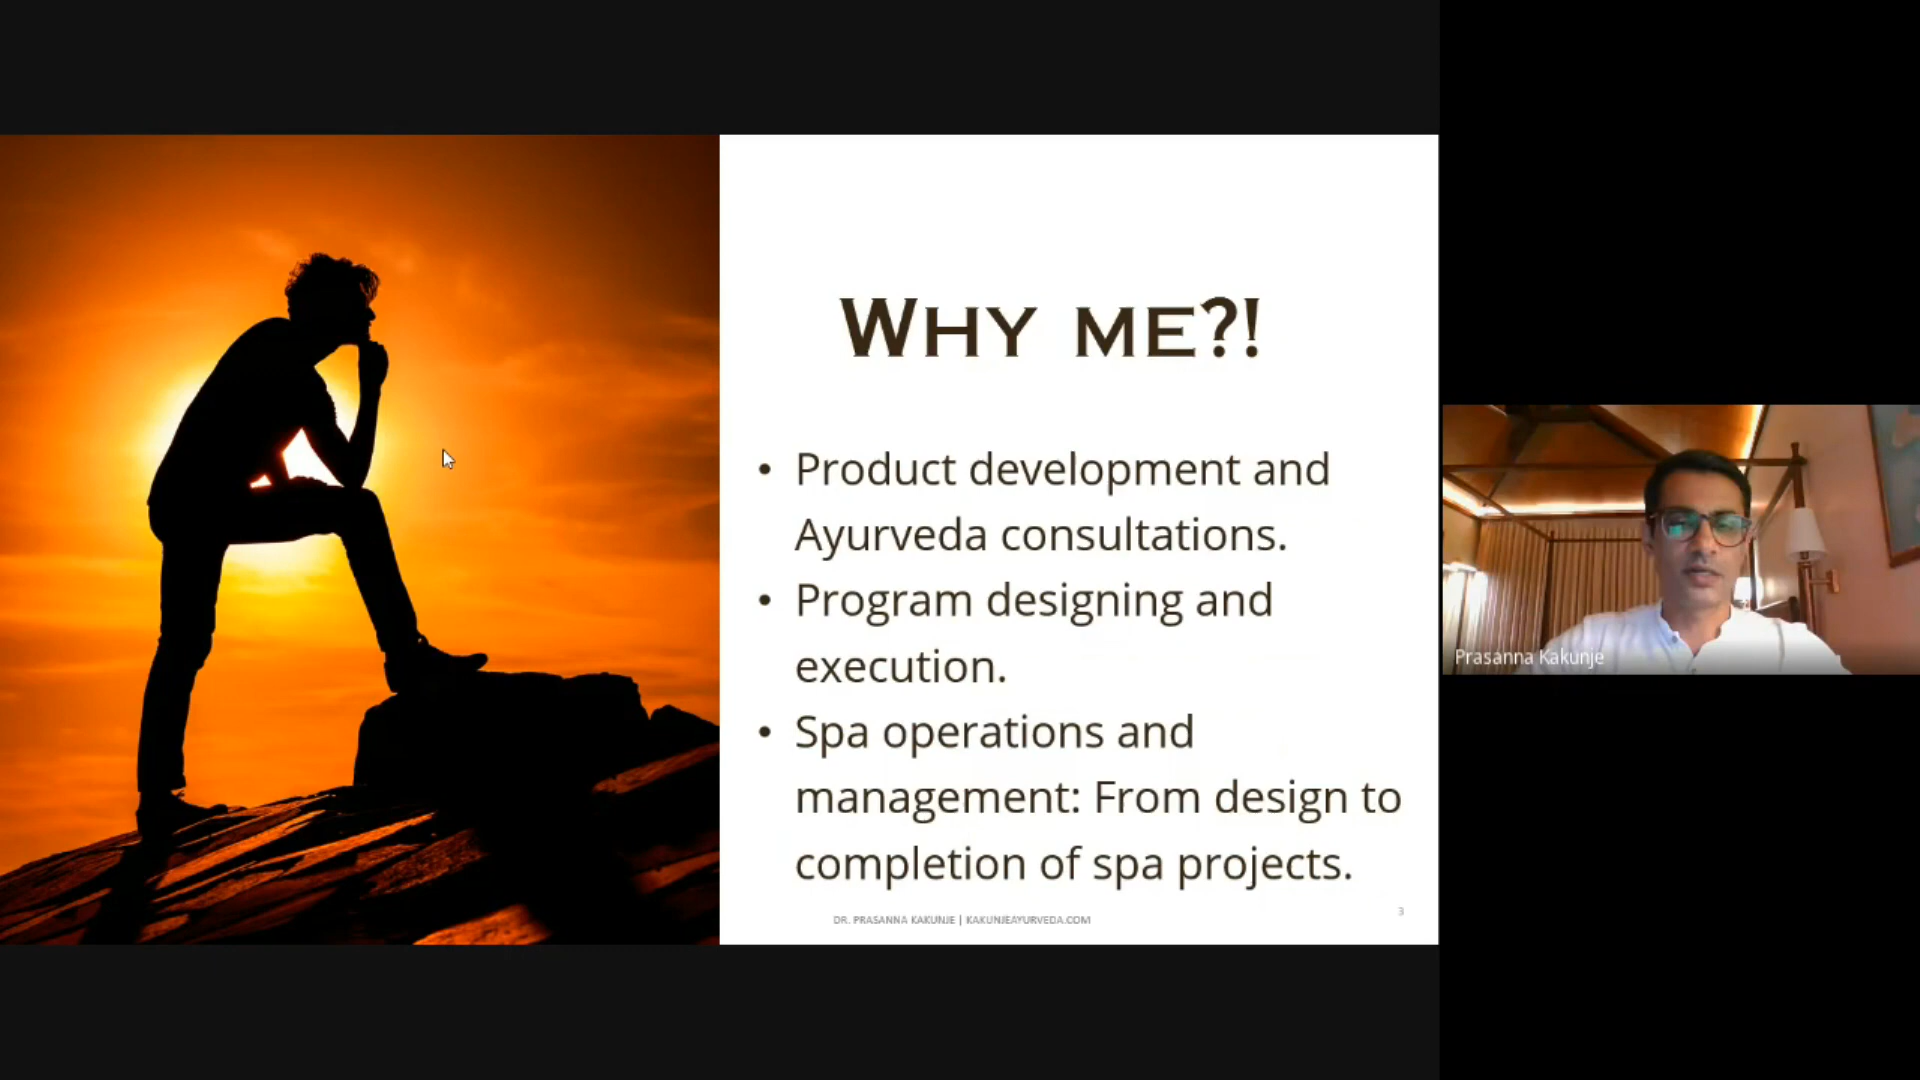 WHY ME?!
• Product development and
Ayurveda consultations.
• Program designing and
execution.
• Spa operations and
management: From design to
completion of spa projects.
DR. PRASANNA KAKUNJE | KAKUNJEAYURVEDA.COM
3
Prasanna Kakunje